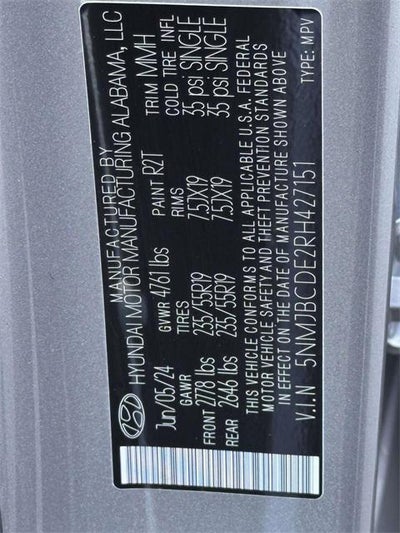 MANUFACTURED BY
HYUNDAI MOTOR MANUFACTURING ALABAMA, LLC
Jun/05/24 GVWR 4761 lbs PAINT R2T TRIM MMH
GAWR TIRES RIMS COLD TIRE INFL
FRONT 2778 lbs 235/55R19 7.5JX19 35 psi SINGLE
REAR 2646 lbs 235/55R19 7.5JX19 35 psi SINGLE
THIS VEHICLE CONFORMS TO ALL APPLICABLE U.S.A. FEDERAL
MOTOR VEHICLE SAFETY AND THEFT PREVENTION STANDARDS
IN EFFECT ON THE DATE OF MANUFACTURE SHOWN ABOVE
V.I.N 5NMJBCDE2RH427151 TYPE: MPV